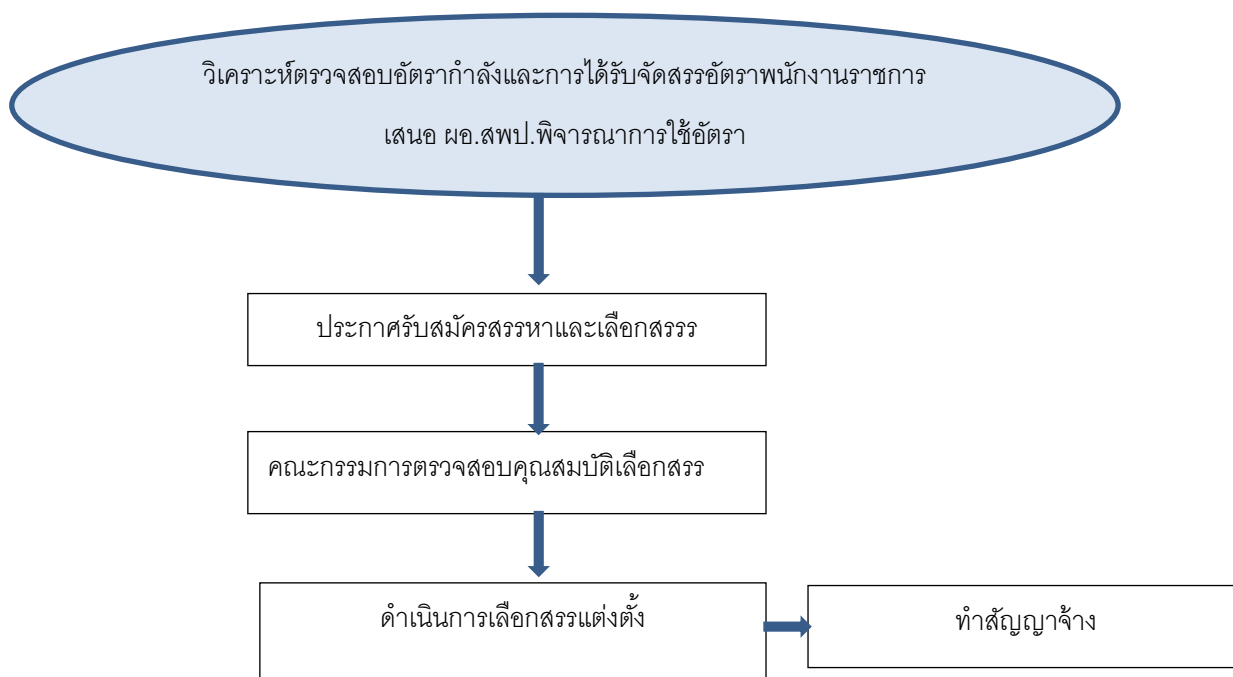 วิเคราะห์ตรวจสอบอัตรากำลังและการได้รับจัดสรรอัตราพนักงานราชการ
เสนอ ผอ.สพป.พิจารณาการใช้อัตรา
ประกาศรับสมัครสรรหาและเลือกสรรร
คณะกรรมการตรวจสอบคุณสมบัติเลือกสรร
ดำเนินการเลือกสรรแต่งตั้ง
ทำสัญญาจ้าง